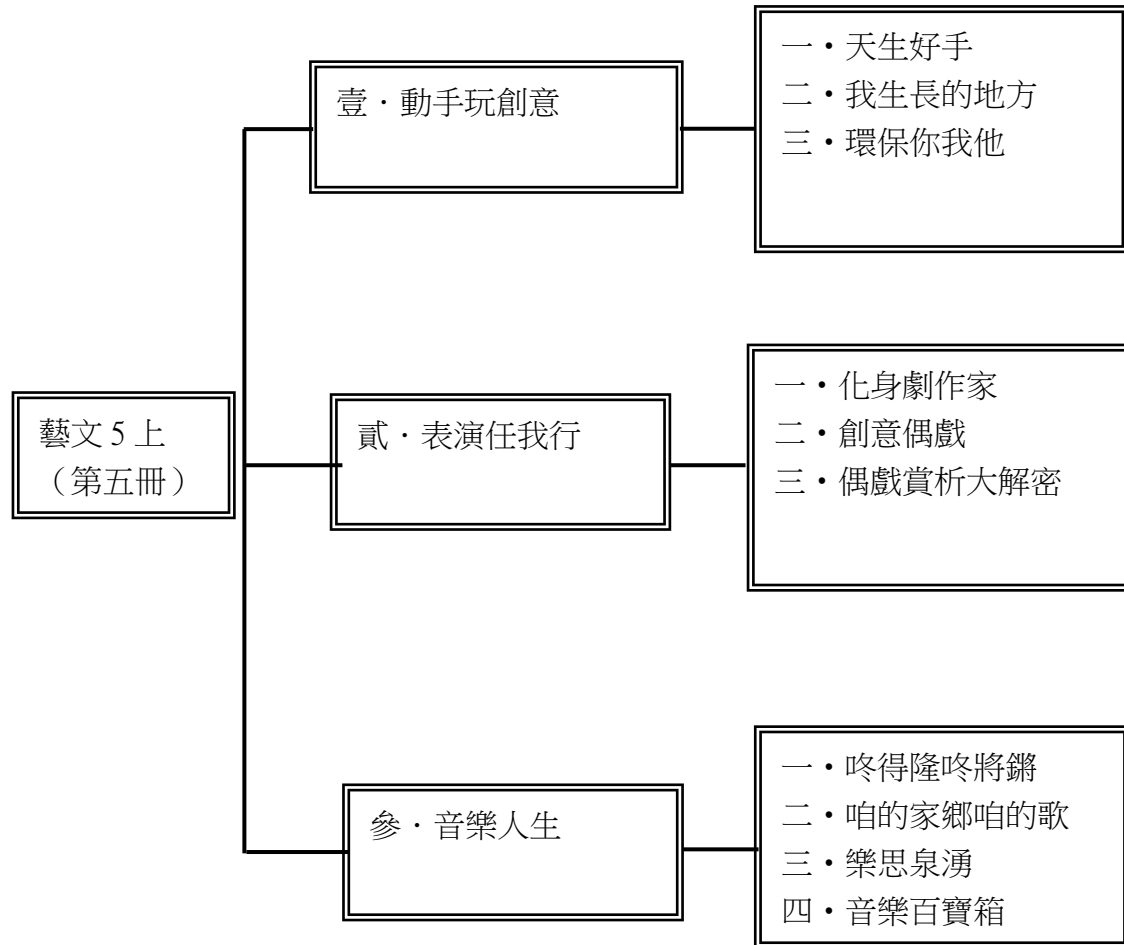 藝文 5 上
（第五冊）
壹．動手玩創意
一．天生好手
二．我生長的地方
三．環保你我他
貳．表演任我行
一．化身劇作家
二．創意偶戲
三．偶戲賞析大解密
參．音樂人生
一．咚得隆咚將鏘
二．咱的家鄉咱的歌
三．樂思泉湧
四．音樂百寶箱